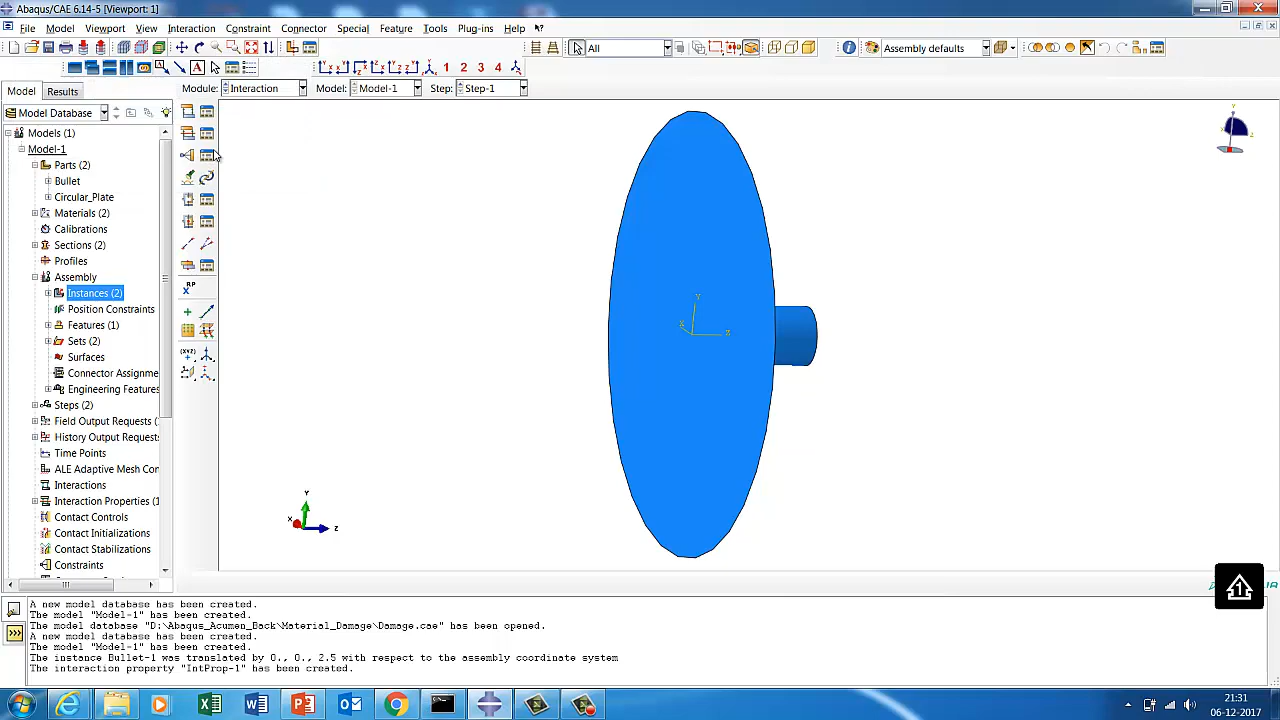 Abaqus/CAE 6.14-5 [Viewport: 1]
File Model Viewport View Interaction Constraint Connector Special Feature Tools Plug-ins Help
All
Assembly defaults
1 2 3 4
Model Results
Module: Interaction Model: Model-1 Step: Step-1
Model Database
Models (1)
Model-1
Parts (2)
Bullet
Circular_Plate
Materials (2)
Calibrations
Sections (2)
Profiles
Assembly
Instances (2)
Position Constraints
Features (1)
Sets (2)
Surfaces
Connector Assignme
Engineering Features
Steps (2)
Field Output Requests (
History Output Requests
Time Points
ALE Adaptive Mesh Con
Interactions
Interaction Properties (1
Contact Controls
Contact Initializations
Contact Stabilizations
Constraints
RP
(XYZ)
Y
X
Z
Y
X
Z
A new model database has been created.
The model "Model-1" has been created.
The model database "D:\Abaqus_Acumen_Back\Material_Damage\Damage.cae" has been opened.
A new model database has been created.
The model "Model-1" has been created.
The instance Bullet-1 was translated by 0., 0., 2.5 with respect to the assembly coordinate system
The interaction property "IntProp-1" has been created.
21:31
06-12-2017